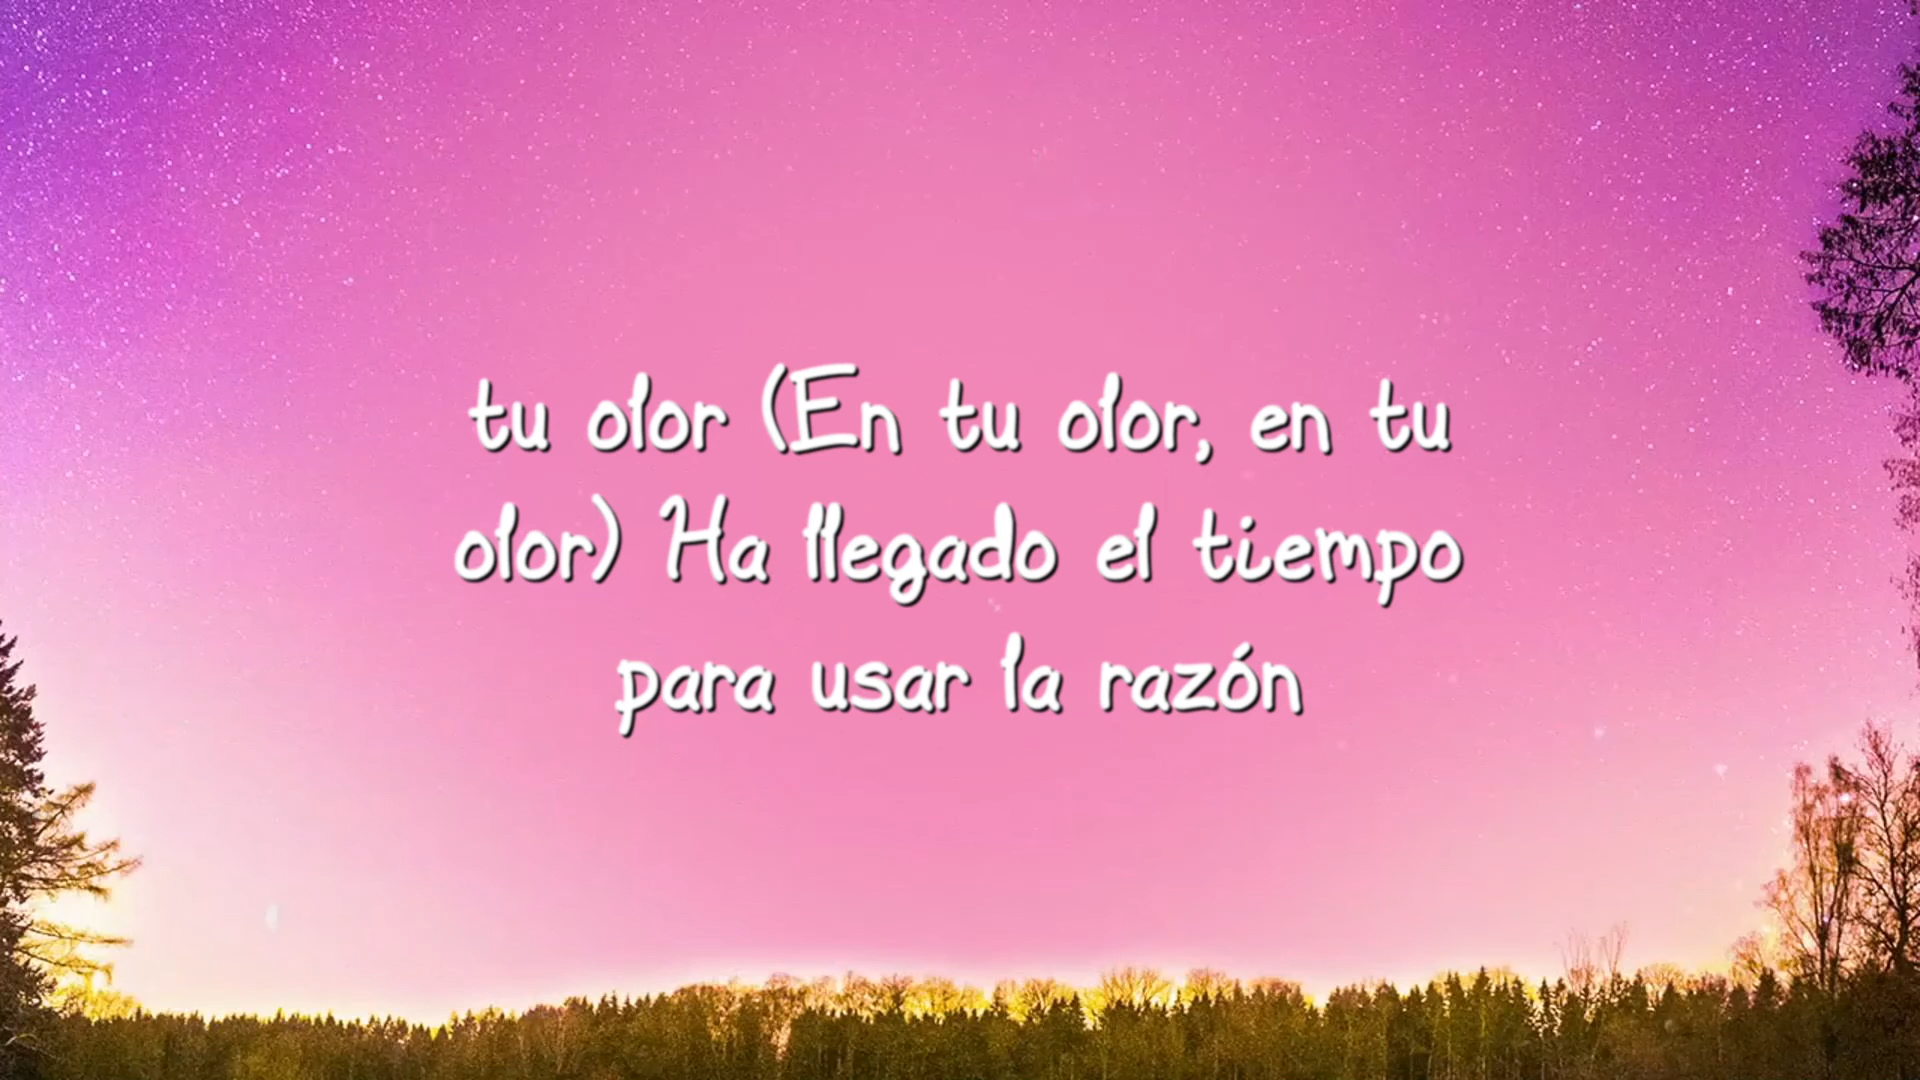 tu olor (En tu olor, en tu
olor) Ha llegado el tiempo
para usar la razón